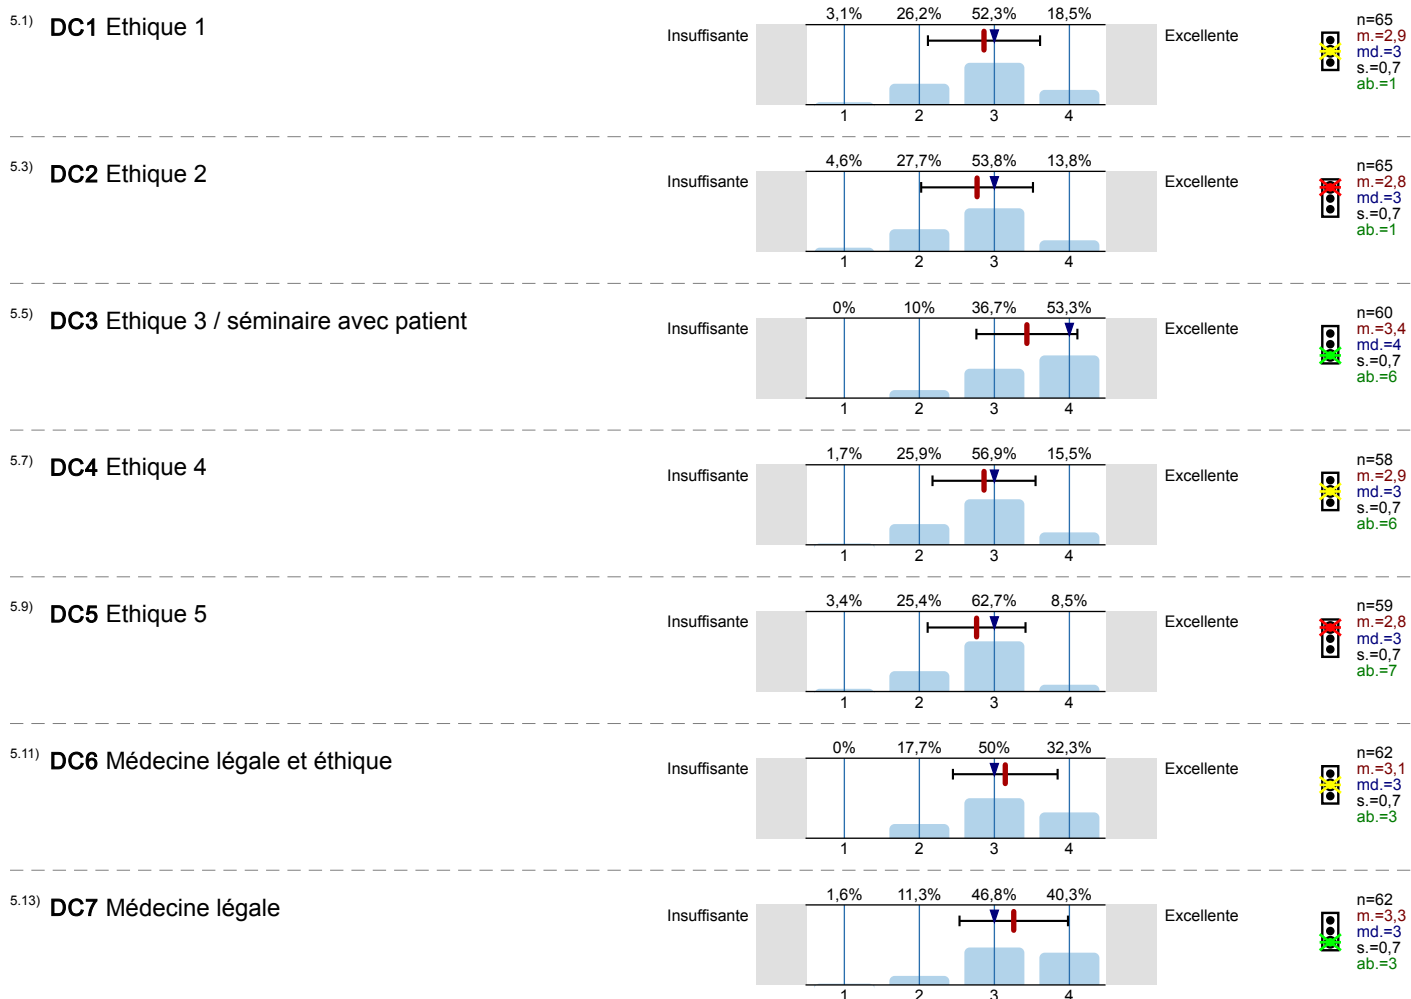 5.1) DC1 Ethique 1
3,1% 26,2% 52,3% 18,5%
Insuffisante Excellente
1 2 3 4
n=65
m.=2,9
md.=3
s.=0,7
ab.=1
5.3) DC2 Ethique 2
4,6% 27,7% 53,8% 13,8%
Insuffisante Excellente
1 2 3 4
n=65
m.=2,8
md.=3
s.=0,7
ab.=1
5.5) DC3 Ethique 3 / séminaire avec patient
0% 10% 36,7% 53,3%
Insuffisante Excellente
1 2 3 4
n=60
m.=3,4
md.=4
s.=0,7
ab.=6
5.7) DC4 Ethique 4
1,7% 25,9% 56,9% 15,5%
Insuffisante Excellente
1 2 3 4
n=58
m.=2,9
md.=3
s.=0,7
ab.=6
5.9) DC5 Ethique 5
3,4% 25,4% 62,7% 8,5%
Insuffisante Excellente
1 2 3 4
n=59
m.=2,8
md.=3
s.=0,7
ab.=7
5.11) DC6 Médecine légale et éthique
0% 17,7% 50% 32,3%
Insuffisante Excellente
1 2 3 4
n=62
m.=3,1
md.=3
s.=0,7
ab.=3
5.13) DC7 Médecine légale
1,6% 11,3% 46,8% 40,3%
Insuffisante Excellente
1 2 3 4
n=62
m.=3,3
md.=3
s.=0,7
ab.=3